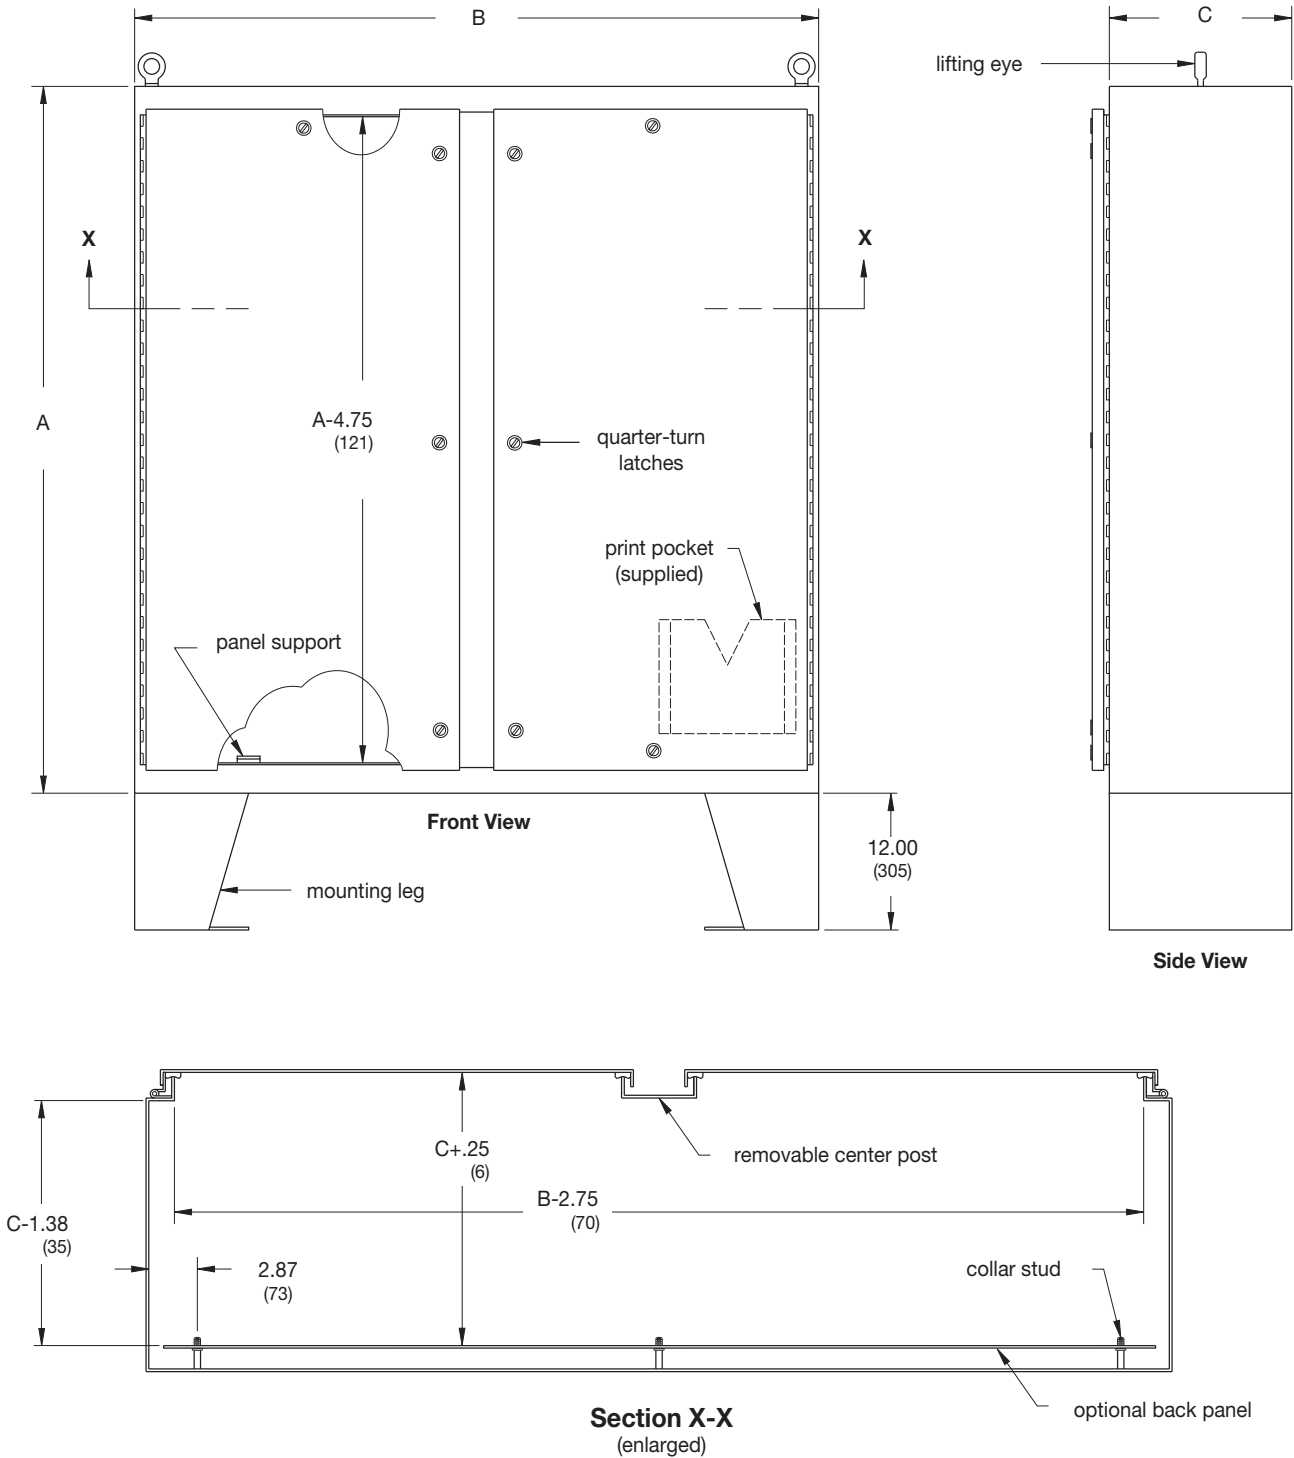 B
C
lifting eye
X
X
A
A-4.75
(121)
quarter-turn
latches
print pocket
(supplied)
panel support
Front View
12.00
(305)
mounting leg
Side View
C+.25
(6)
removable center post
B-2.75
(70)
C-1.38
(35)
2.87
(73)
collar stud
optional back panel
Section X-X
(enlarged)